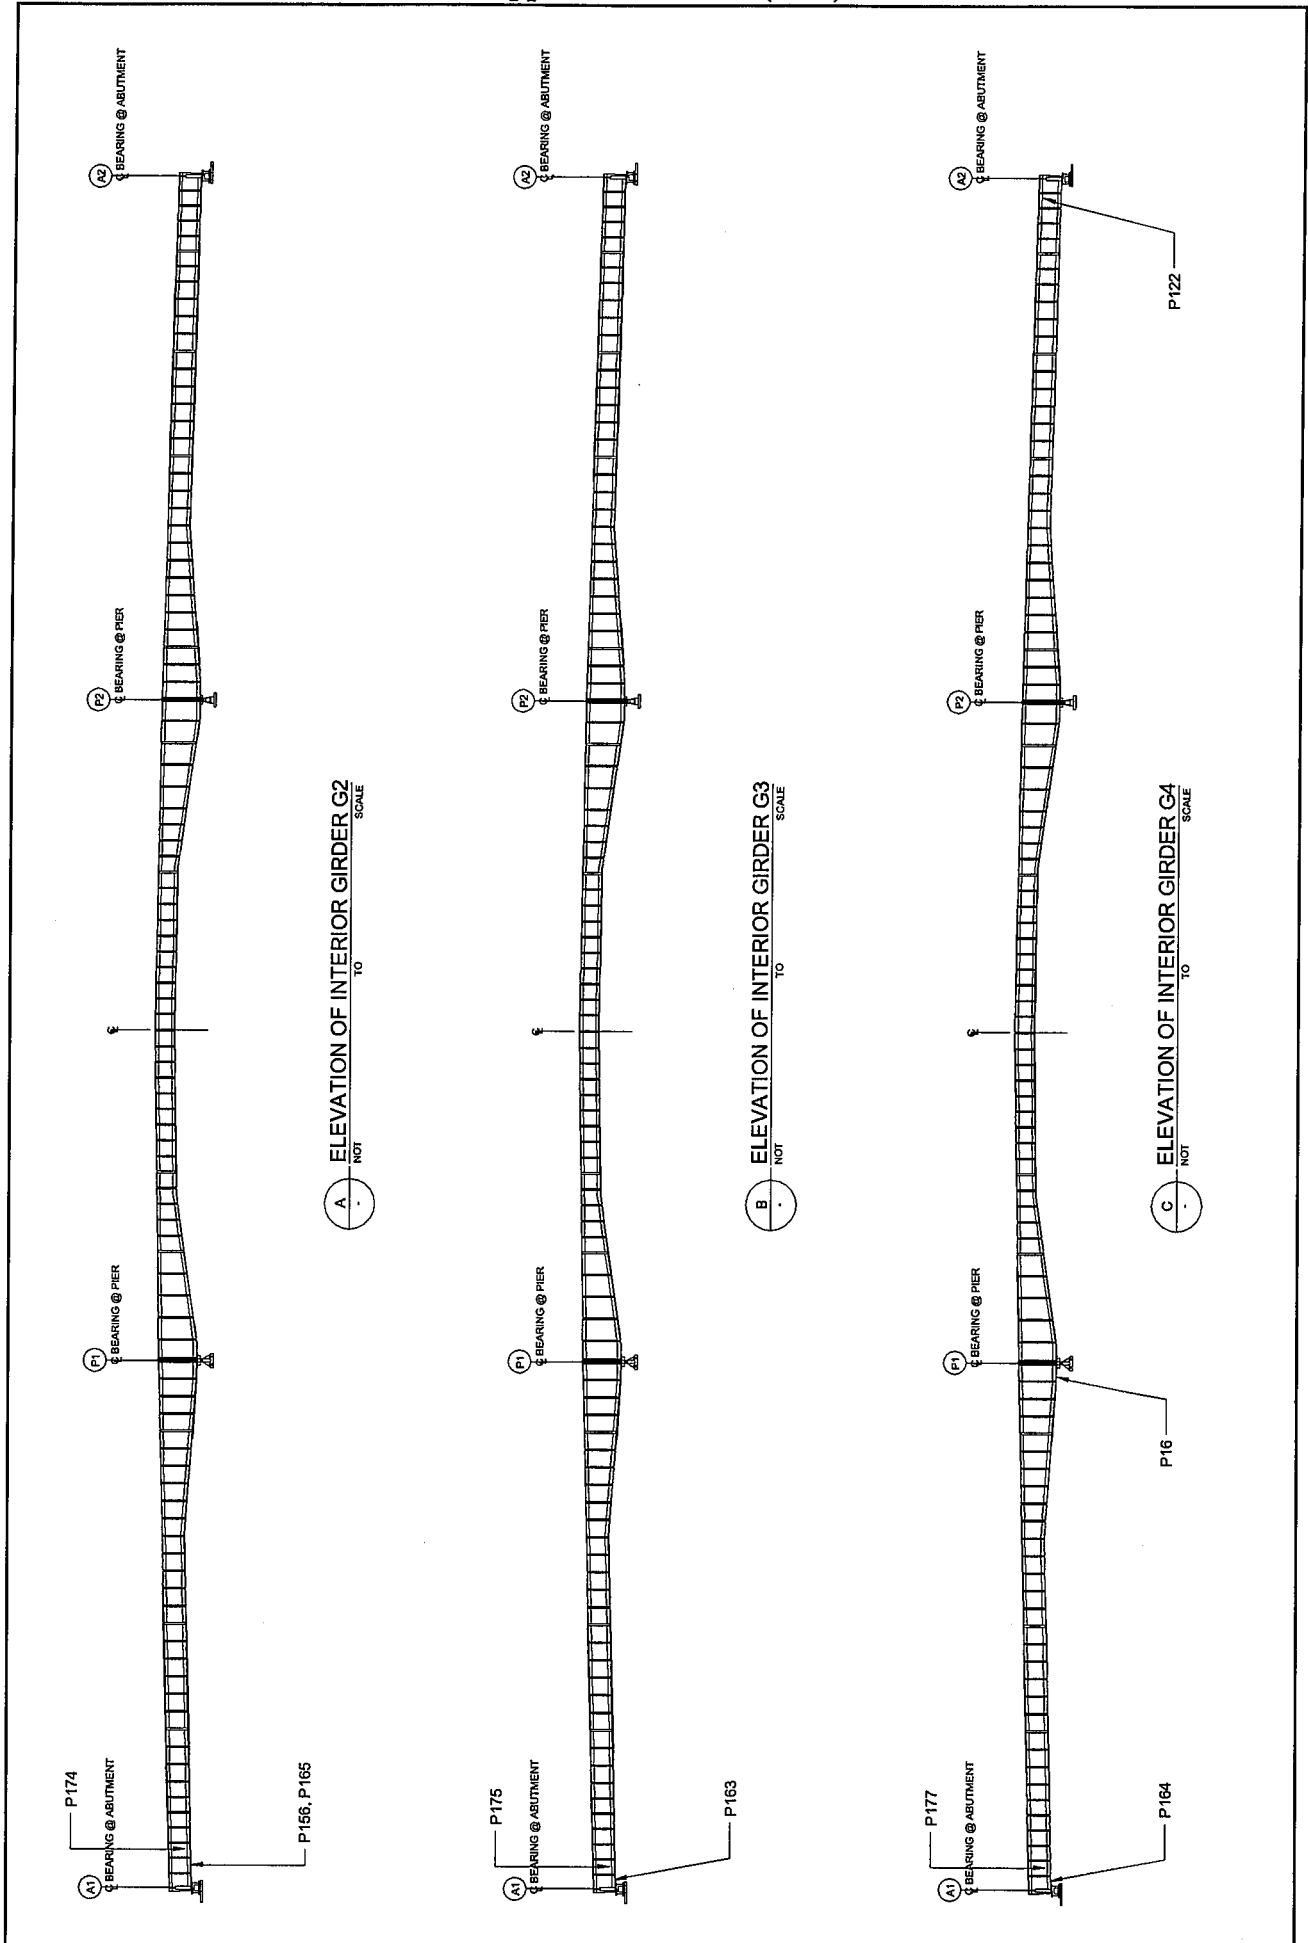 A1
℄ BEARING @ ABUTMENT
P174
P156, P165
P1
℄ BEARING @ PIER
℄
P2
℄ BEARING @ PIER
A2
℄ BEARING @ ABUTMENT
A
-
ELEVATION OF INTERIOR GIRDER G2
NOT TO SCALE
A1
℄ BEARING @ ABUTMENT
P175
P163
P1
℄ BEARING @ PIER
℄
P2
℄ BEARING @ PIER
A2
℄ BEARING @ ABUTMENT
B
-
ELEVATION OF INTERIOR GIRDER G3
NOT TO SCALE
A1
℄ BEARING @ ABUTMENT
P177
P164
P1
℄ BEARING @ PIER
P16
℄
P2
℄ BEARING @ PIER
A2
℄ BEARING @ ABUTMENT
P122
C
-
ELEVATION OF INTERIOR GIRDER G4
NOT TO SCALE